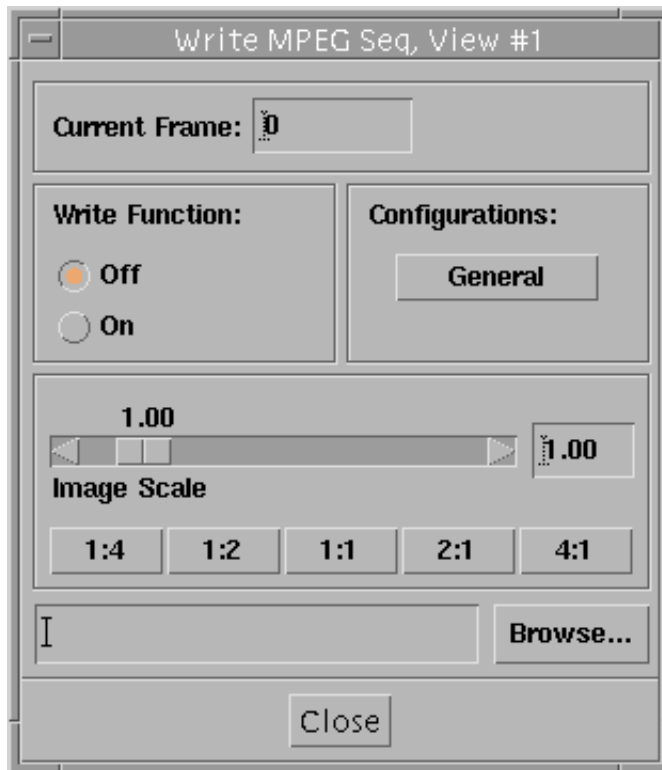 Write MPEG Seq, View #1
Current Frame: 0
Write Function:
Off
On
Configurations:
General
1.00
1.00
Image Scale
1:4 1:2 1:1 2:1 4:1
Browse...
Close